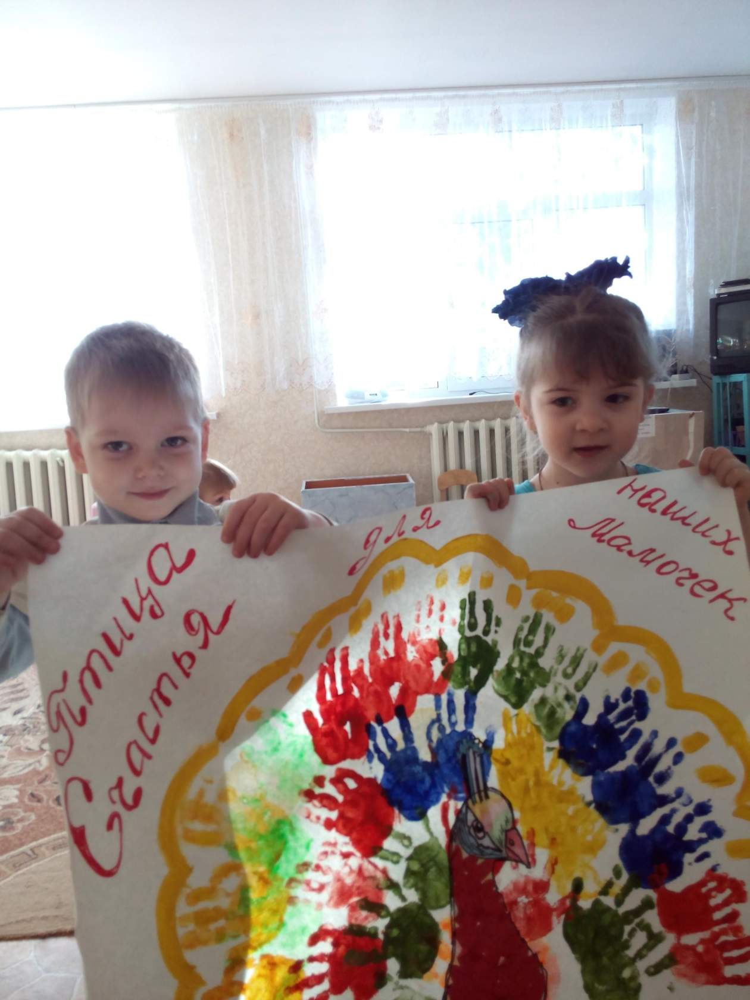 Птица
Счастья
для
наших
Мамочек